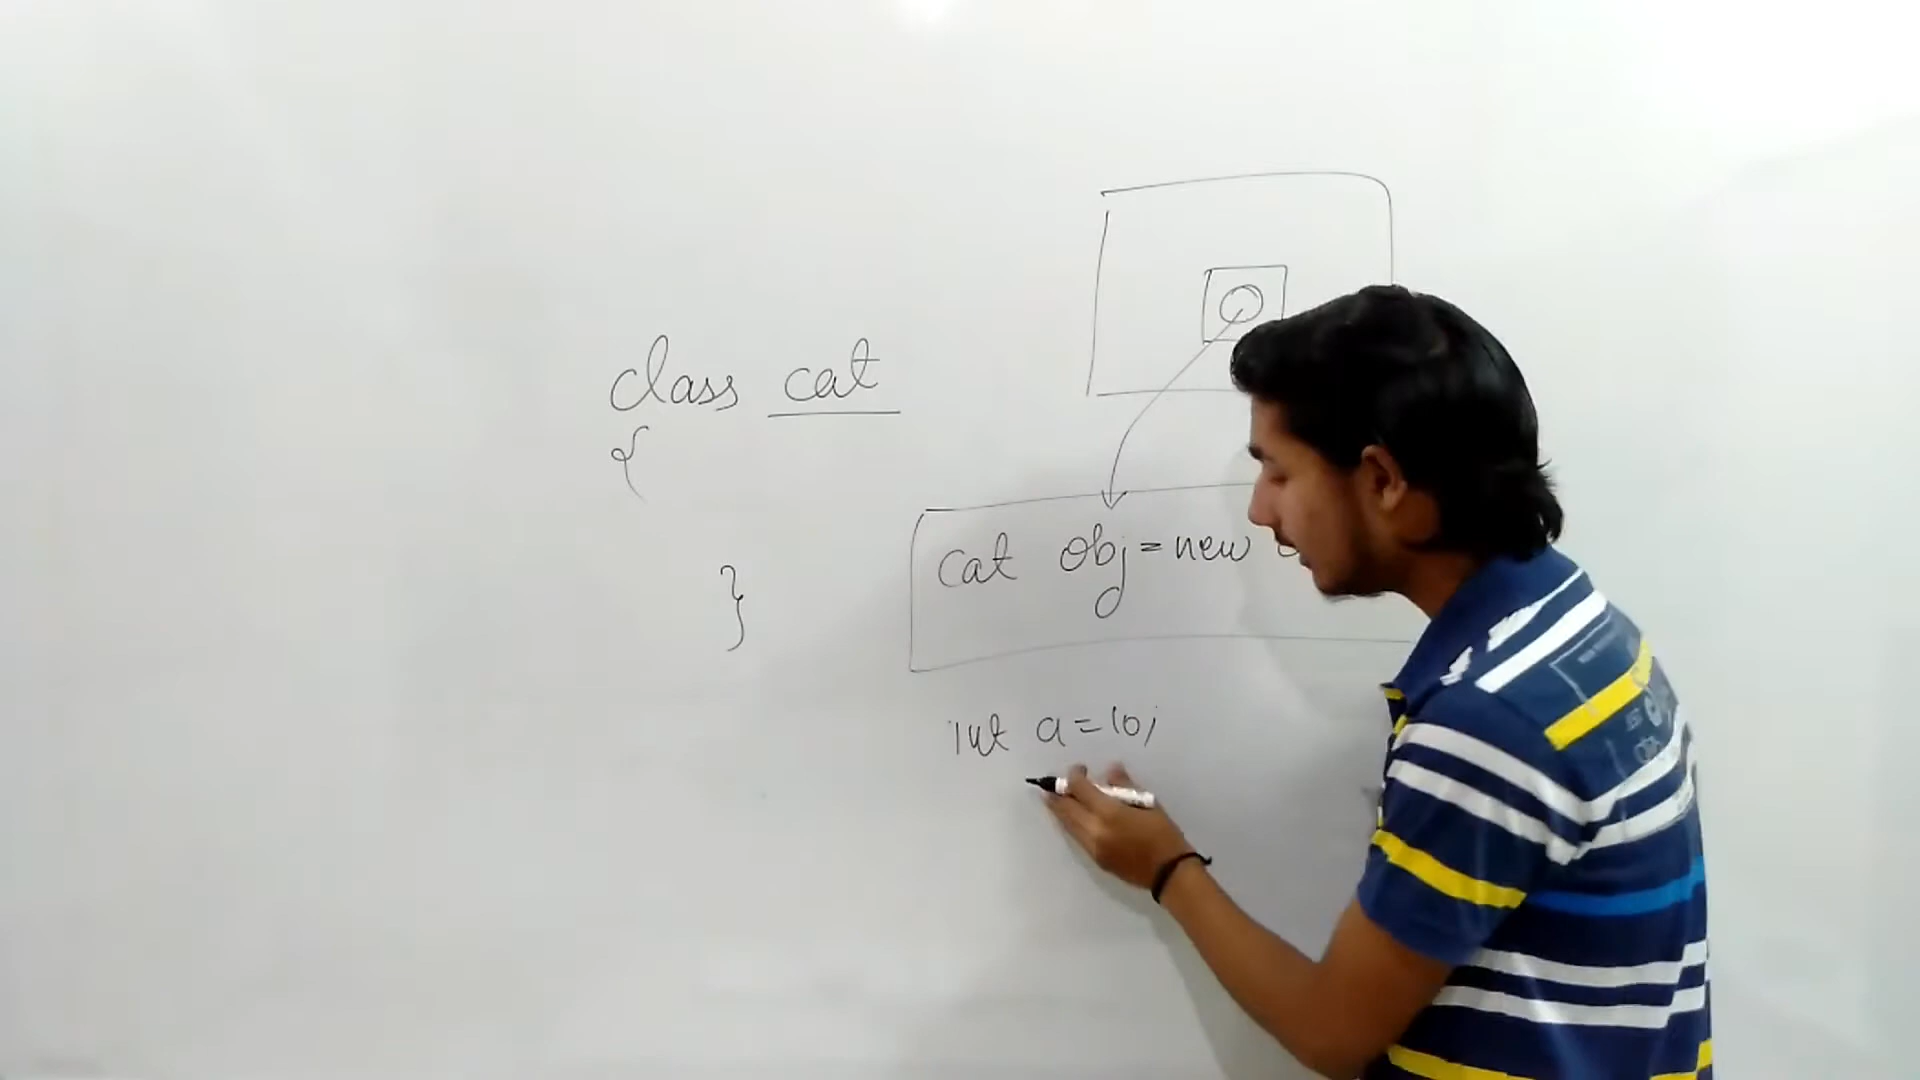 class cat
{
}
cat obj = new
int a = 10;